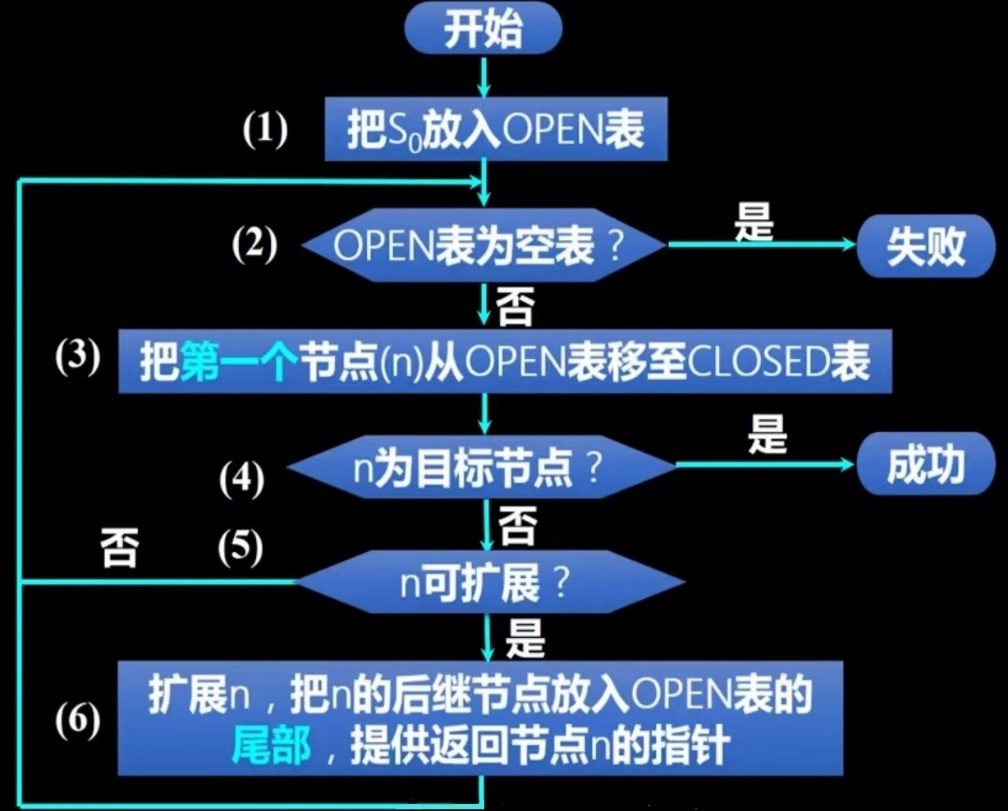 开始
(1) 把S₀放入OPEN表
(2) OPEN表为空表？ 是 失败
否
(3) 把第一个节点(n)从OPEN表移至CLOSED表
(4) n为目标节点？ 是 成功
否
否 (5) n可扩展？
是
(6) 扩展n，把n的后继节点放入OPEN表的
尾部，提供返回节点n的指针